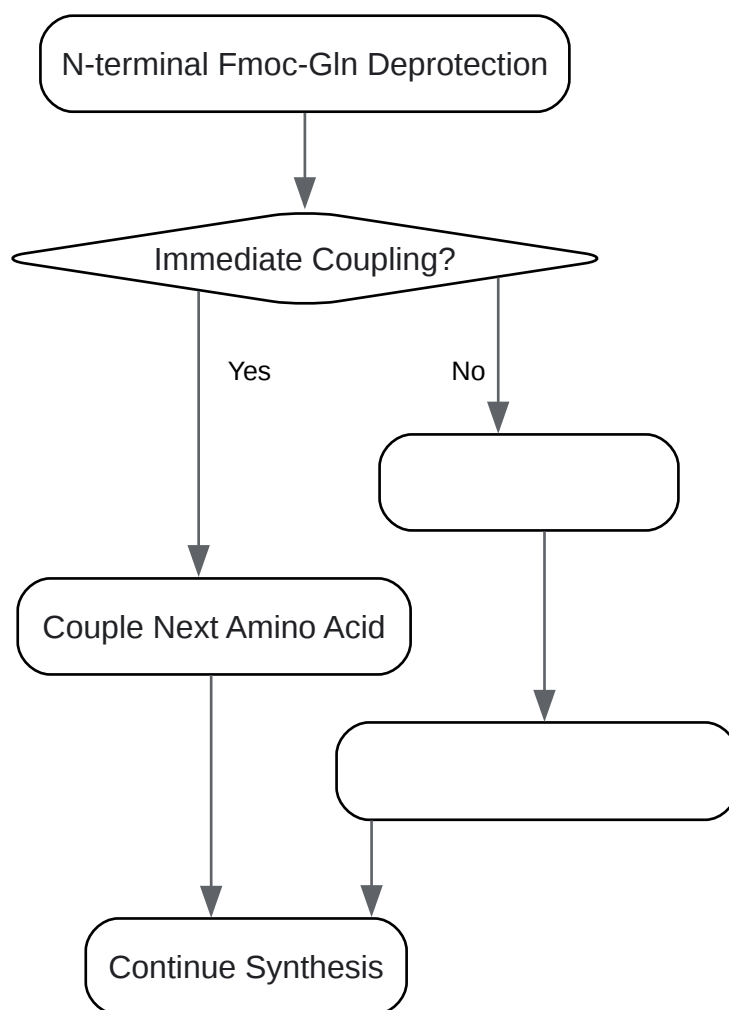 N-terminal Fmoc-Gln Deprotection
Immediate Coupling?
Yes
No
Couple Next Amino Acid
Continue Synthesis